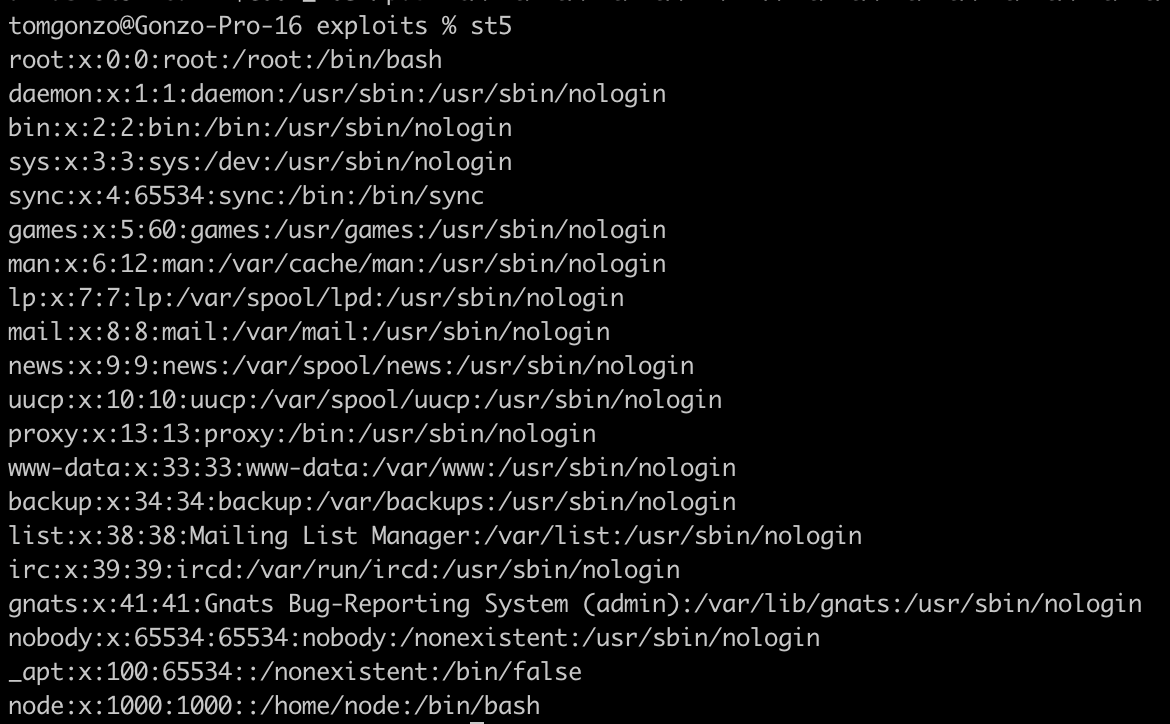 tomgonzo@Gonzo-Pro-16 exploits % st5
root:x:0:0:root:/root:/bin/bash
daemon:x:1:1:daemon:/usr/sbin:/usr/sbin/nologin
bin:x:2:2:bin:/bin:/usr/sbin/nologin
sys:x:3:3:sys:/dev:/usr/sbin/nologin
sync:x:4:65534:sync:/bin:/bin/sync
games:x:5:60:games:/usr/games:/usr/sbin/nologin
man:x:6:12:man:/var/cache/man:/usr/sbin/nologin
lp:x:7:7:lp:/var/spool/lpd:/usr/sbin/nologin
mail:x:8:8:mail:/var/mail:/usr/sbin/nologin
news:x:9:9:news:/var/spool/news:/usr/sbin/nologin
uucp:x:10:10:uucp:/var/spool/uucp:/usr/sbin/nologin
proxy:x:13:13:proxy:/bin:/usr/sbin/nologin
www-data:x:33:33:www-data:/var/www:/usr/sbin/nologin
backup:x:34:34:backup:/var/backups:/usr/sbin/nologin
list:x:38:38:Mailing List Manager:/var/list:/usr/sbin/nologin
irc:x:39:39:ircd:/var/run/ircd:/usr/sbin/nologin
gnats:x:41:41:Gnats Bug-Reporting System (admin):/var/lib/gnats:/usr/sbin/nologin
nobody:x:65534:65534:nobody:/nonexistent:/usr/sbin/nologin
_apt:x:100:65534::/nonexistent:/bin/false
node:x:1000:1000::/home/node:/bin/bash